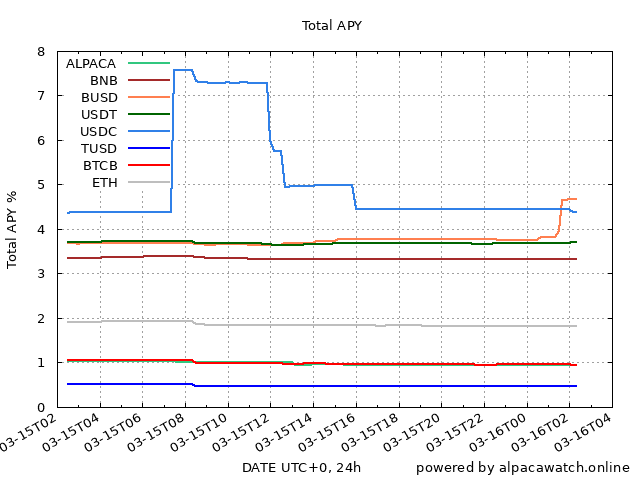 Total APY
8
7
6
5
4
3
2
1
0
Total APY %
ALPACA
BNB
BUSD
USDT
USDC
TUSD
BTCB
ETH
03-15T02
03-15T04
03-15T06
03-15T08
03-15T10
03-15T12
03-15T14
03-15T16
03-15T18
03-15T20
03-15T22
03-16T00
03-16T02
03-16T04
DATE UTC+0, 24h
powered by alpacawatch.online